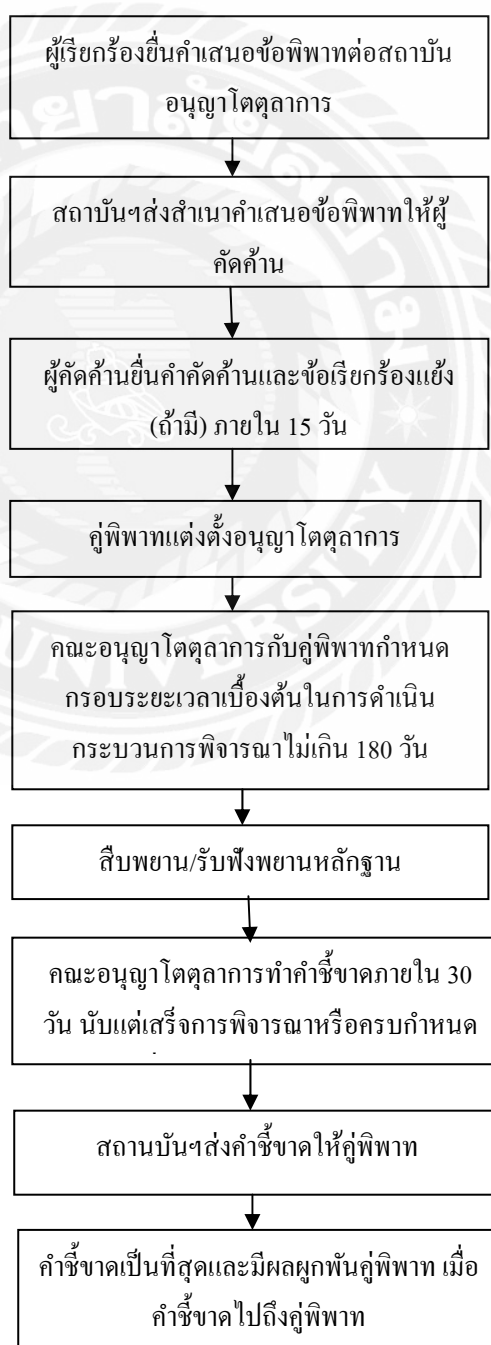 ผู้เรียกร้องยื่นคำเสนอข้อพิพาทต่อสถาบัน
อนุญาโตตุลาการ
สถาบันฯส่งสำเนาคำเสนอข้อพิพาทให้ผู้
คัดค้าน
ผู้คัดค้านยื่นคำคัดค้านและข้อเรียกร้องแย้ง
(ถ้ามี) ภายใน 15 วัน
คู่พิพาทแต่งตั้งอนุญาโตตุลาการ
คณะอนุญาโตตุลาการกับคู่พิพาทกำหนด
กรอบระยะเวลาเบื้องต้นในการดำเนิน
กระบวนการพิจารณาไม่เกิน 180 วัน
สืบพยาน/รับฟังพยานหลักฐาน
คณะอนุญาโตตุลาการทำคำชี้ขาดภายใน 30
วัน นับแต่เสร็จการพิจารณาหรือครบกำหนด
สถานบันฯส่งคำชี้ขาดให้คู่พิพาท
คำชี้ขาดเป็นที่สุดและมีผลผูกพันคู่พิพาท เมื่อ
คำชี้ขาดไปถึงคู่พิพาท
UNIVERSITY